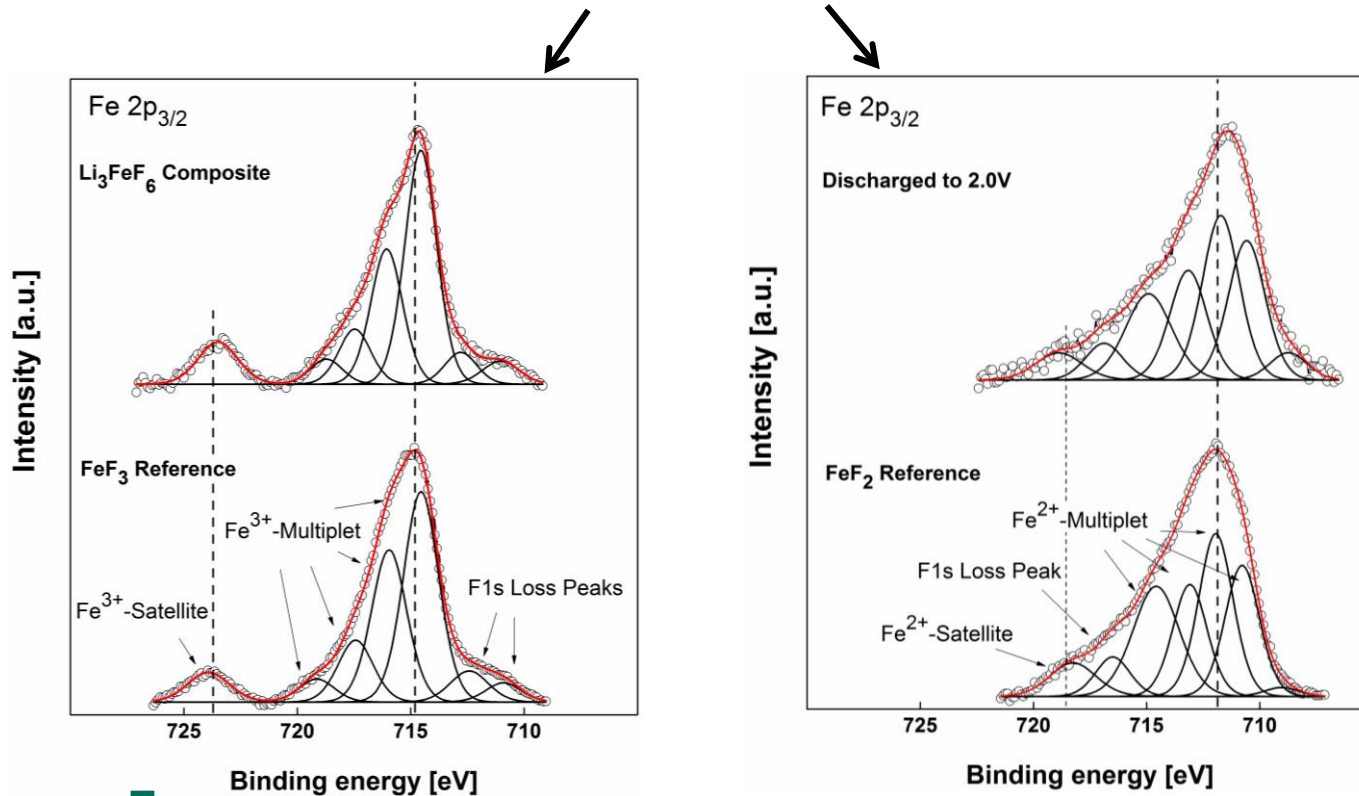 Fe 2p3/2
Li3FeF6 Composite
FeF3 Reference
Fe3+-Multiplet
F1s Loss Peaks
Fe3+-Satellite
Intensity [a.u.]
725 720 715 710
Binding energy [eV]
Fe 2p3/2
Discharged to 2.0V
FeF2 Reference
Fe2+-Multiplet
F1s Loss Peak
Fe2+-Satellite
Intensity [a.u.]
725 720 715 710
Binding energy [eV]